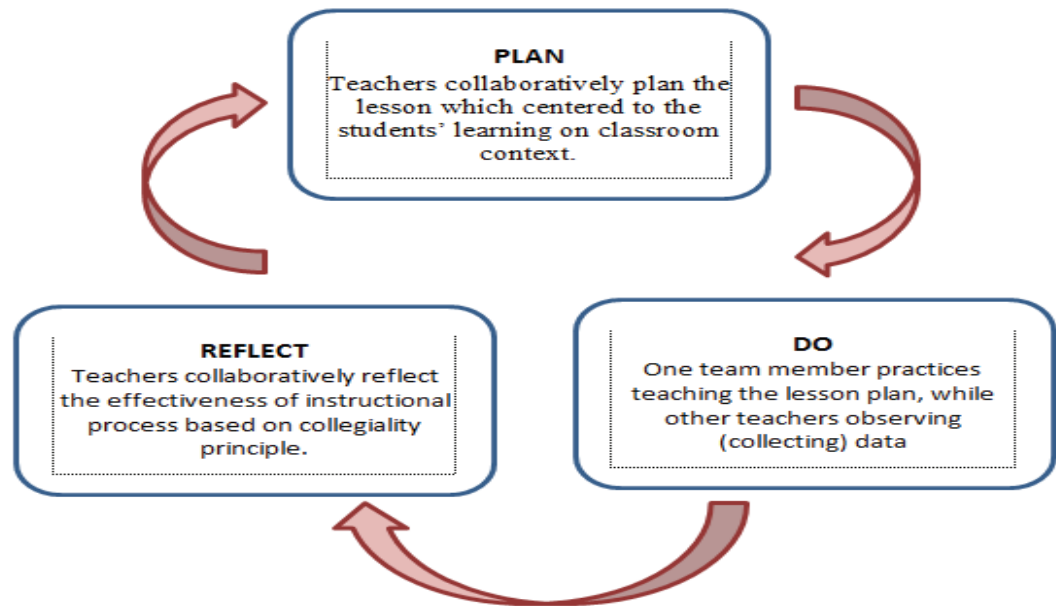 PLAN
Teachers collaboratively plan the
lesson which centered to the
students’ learning on classroom
context.
DO
One team member practices
teaching the lesson plan, while
other teachers observing
(collecting) data
REFLECT
Teachers collaboratively reflect
the effectiveness of instructional
process based on collegiality
principle.